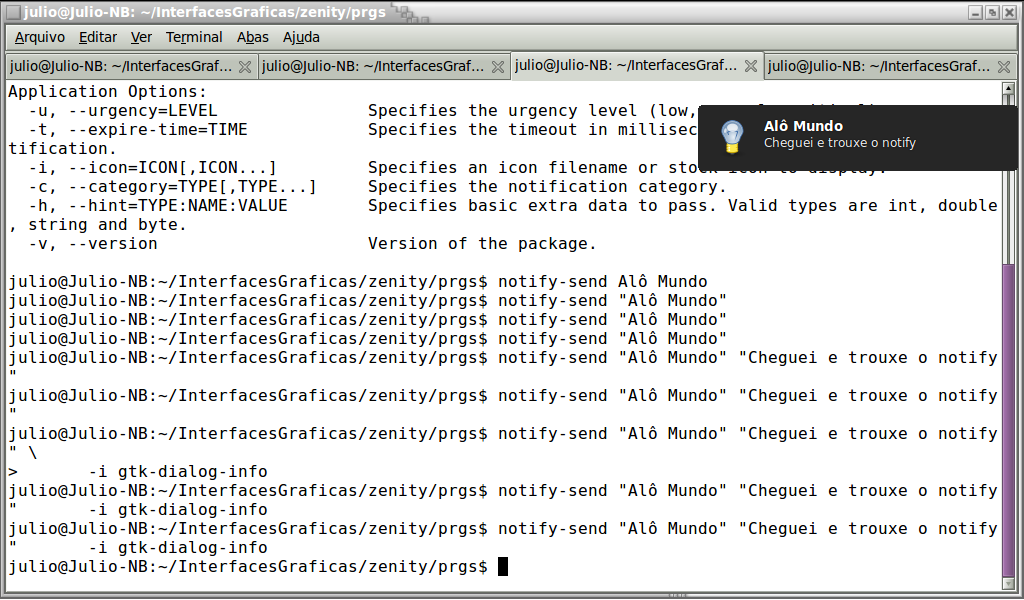 julio@Julio-NB: ~/InterfacesGraficas/zenity/prgs
Arquivo Editar Ver Terminal Abas Ajuda
julio@Julio-NB: ~/InterfacesGraf... julio@Julio-NB: ~/InterfacesGraf... julio@Julio-NB: ~/InterfacesGraf... julio@Julio-NB: ~/InterfacesGraf...
Application Options:
-u, --urgency=LEVEL Specifies the urgency level (low,
-t, --expire-time=TIME Specifies the timeout in millisec
tification.
-i, --icon=ICON[,ICON...] Specifies an icon filename or stock icon to display.
-c, --category=TYPE[,TYPE...] Specifies the notification category.
-h, --hint=TYPE:NAME:VALUE Specifies basic extra data to pass. Valid types are int, double
, string and byte.
-v, --version Version of the package.
Alô Mundo
Cheguei e trouxe o notify
julio@Julio-NB:~/InterfacesGraficas/zenity/prgs$ notify-send Alô Mundo
julio@Julio-NB:~/InterfacesGraficas/zenity/prgs$ notify-send "Alô Mundo"
julio@Julio-NB:~/InterfacesGraficas/zenity/prgs$ notify-send "Alô Mundo"
julio@Julio-NB:~/InterfacesGraficas/zenity/prgs$ notify-send "Alô Mundo"
julio@Julio-NB:~/InterfacesGraficas/zenity/prgs$ notify-send "Alô Mundo" "Cheguei e trouxe o notify
"
julio@Julio-NB:~/InterfacesGraficas/zenity/prgs$ notify-send "Alô Mundo" "Cheguei e trouxe o notify
"
julio@Julio-NB:~/InterfacesGraficas/zenity/prgs$ notify-send "Alô Mundo" "Cheguei e trouxe o notify
" \
> -i gtk-dialog-info
julio@Julio-NB:~/InterfacesGraficas/zenity/prgs$ notify-send "Alô Mundo" "Cheguei e trouxe o notify
" -i gtk-dialog-info
julio@Julio-NB:~/InterfacesGraficas/zenity/prgs$ notify-send "Alô Mundo" "Cheguei e trouxe o notify
" -i gtk-dialog-info
julio@Julio-NB:~/InterfacesGraficas/zenity/prgs$